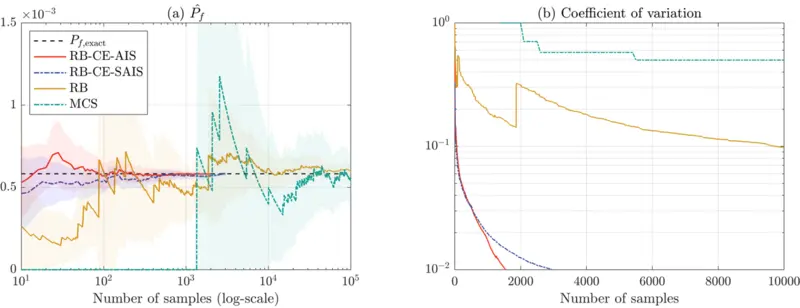 (a) P̂_f
×10⁻³
1.5
1
0.5
0
P_f,exact
RB-CE-AIS
RB-CE-SAIS
RB
MCS
10¹ 10² 10³ 10⁴ 10⁵
Number of samples (log-scale)
(b) Coefficient of variation
10⁰
10⁻¹
10⁻²
0 2000 4000 6000 8000 10000
Number of samples